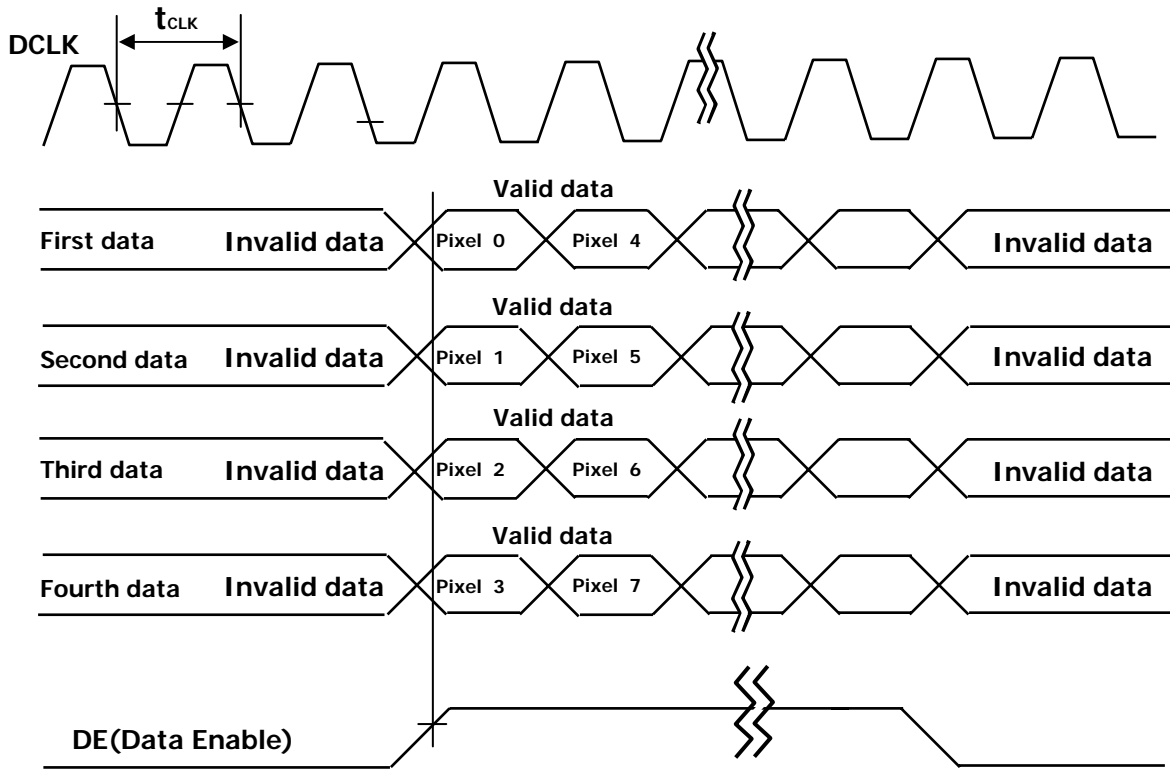 tCLK
DCLK
Valid data
First data Invalid data Pixel 0 Pixel 4 Invalid data
Valid data
Second data Invalid data Pixel 1 Pixel 5 Invalid data
Valid data
Third data Invalid data Pixel 2 Pixel 6 Invalid data
Valid data
Fourth data Invalid data Pixel 3 Pixel 7 Invalid data
DE(Data Enable)